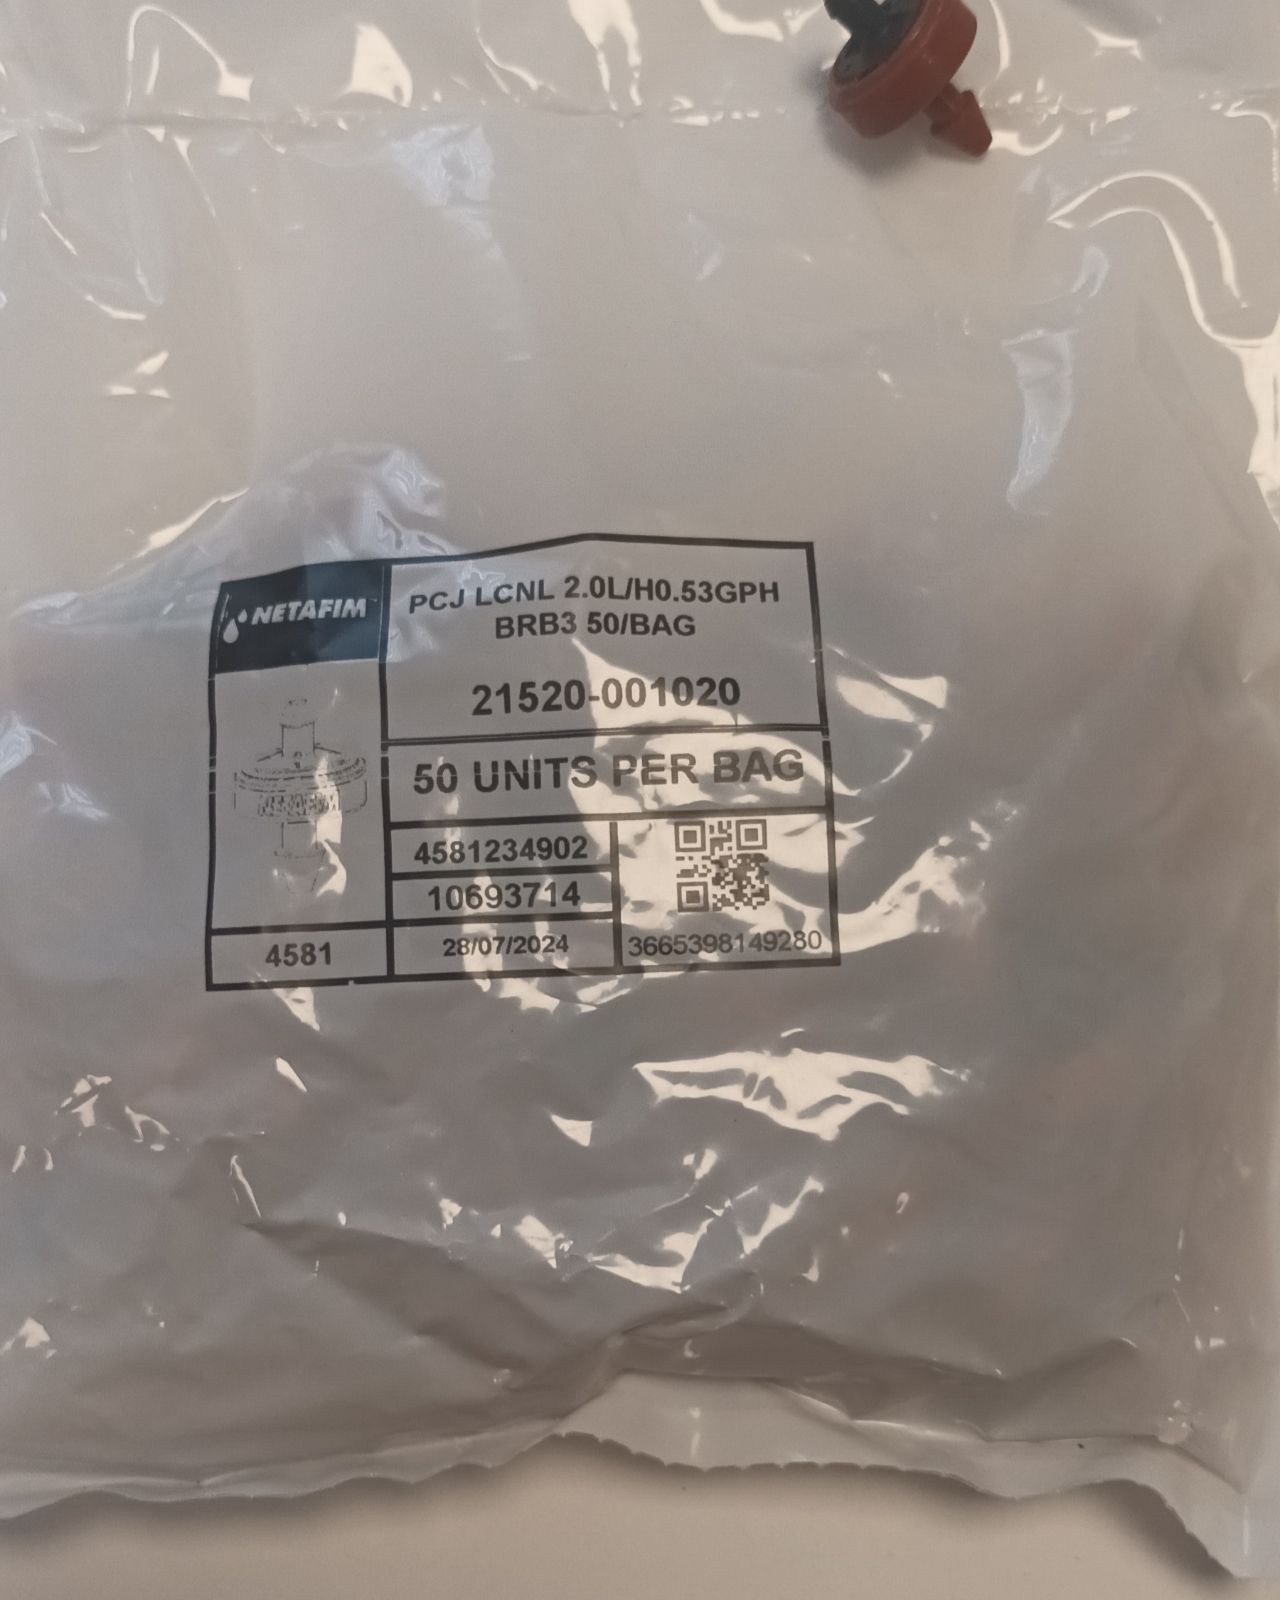 NETAFIM™
PCJ LCNL 2.0L/H0.53GPH
BRB3 50/BAG
21520-001020
50 UNITS PER BAG
NETAFIM
4581234902
10693714
4581
28/07/2024
3665398149280